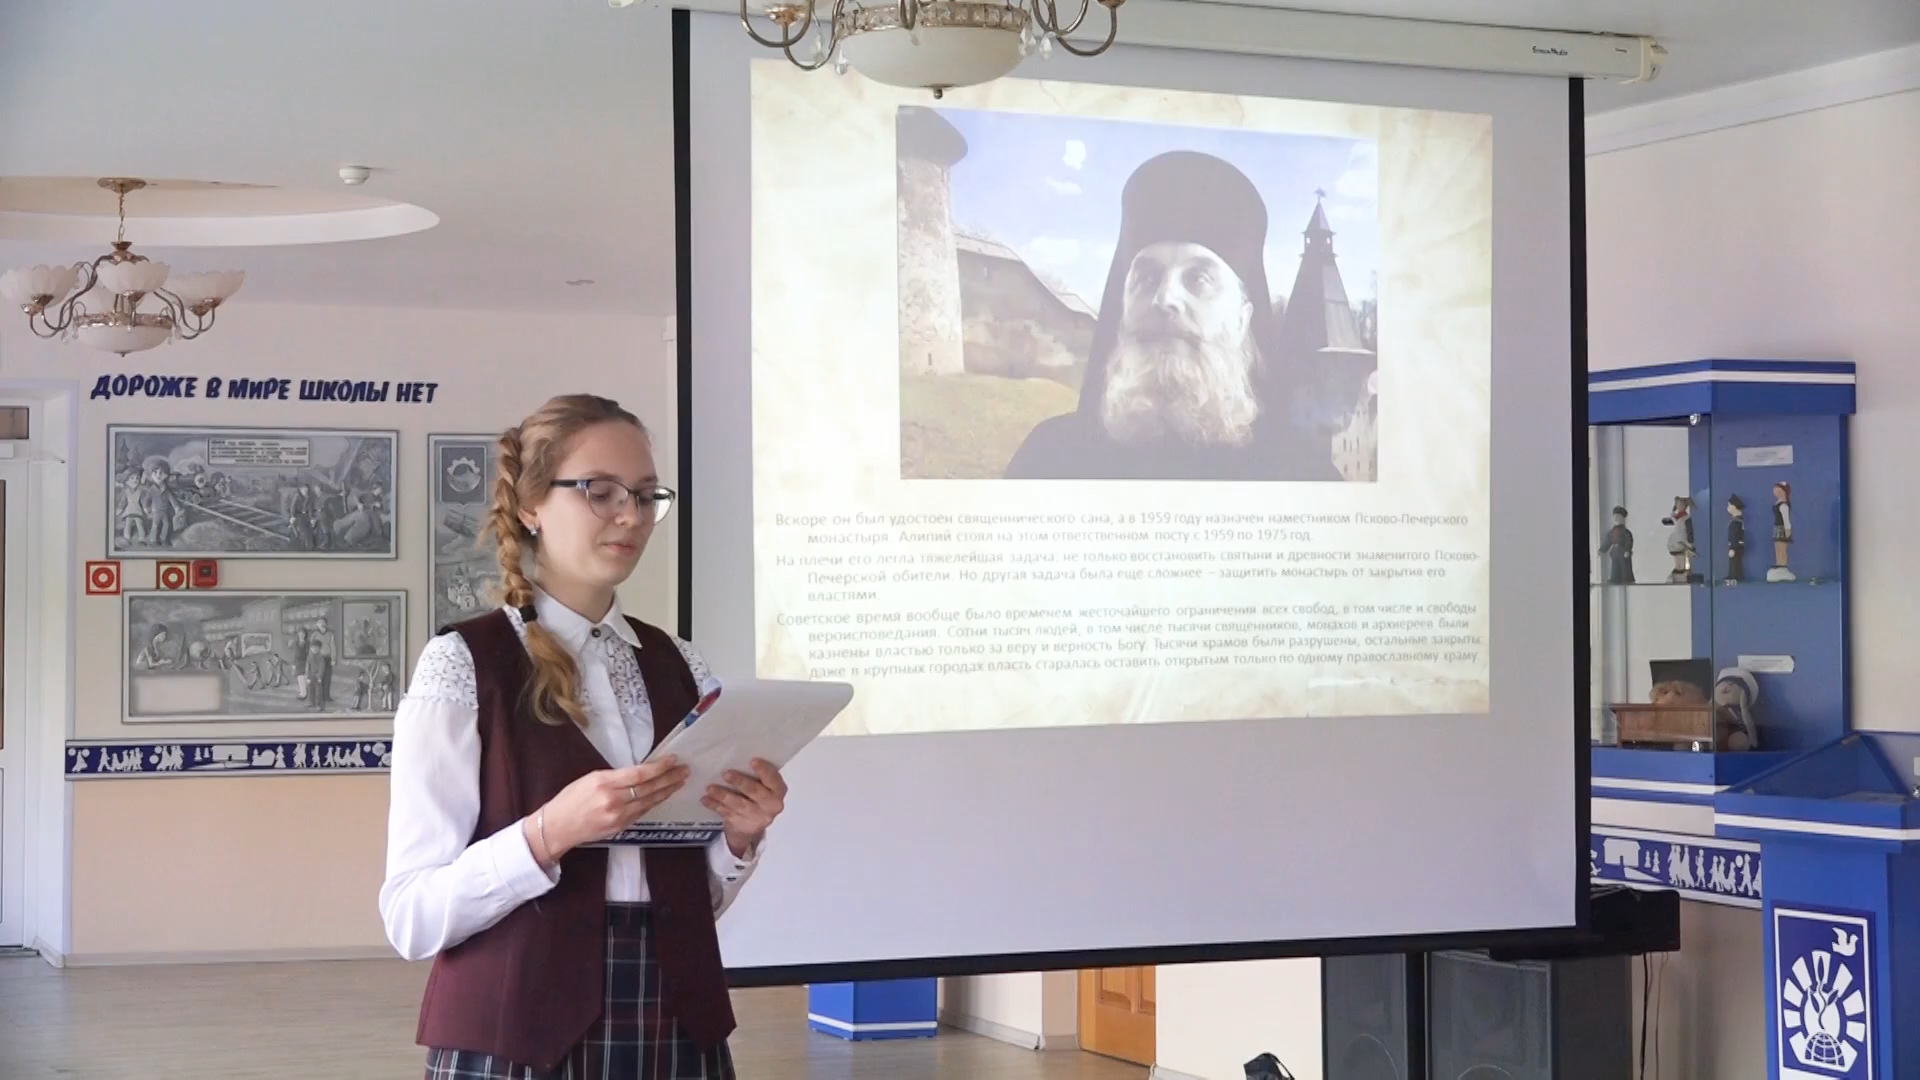 ДОРОЖЕ В МИРЕ ШКОЛЫ НЕТ
Вскоре он был удостоен священнического сана, а в 1959 году назначен наместником Псково-Печерского
монастыря. Алипий стоял на этом ответственном посту с 1959 по 1975 год.
На плечи его легла тяжелейшая задача: не только восстановить святыни и древности знаменитого Псково-
Печерской обители. Но другая задача была еще сложнее – защитить монастырь от закрытия его
властями.
Советское время вообще было временем жесточайшего ограничения всех свобод, в том числе и свободы
вероисповедания. Сотни тысяч людей, в том числе тысячи священников, монахов и архиереев были
казнены властью только за веру и верность Богу. Тысячи храмов были разрушены, остальные закрыты:
даже в крупных городах власть старалась оставить открытым только по одному православному храму.